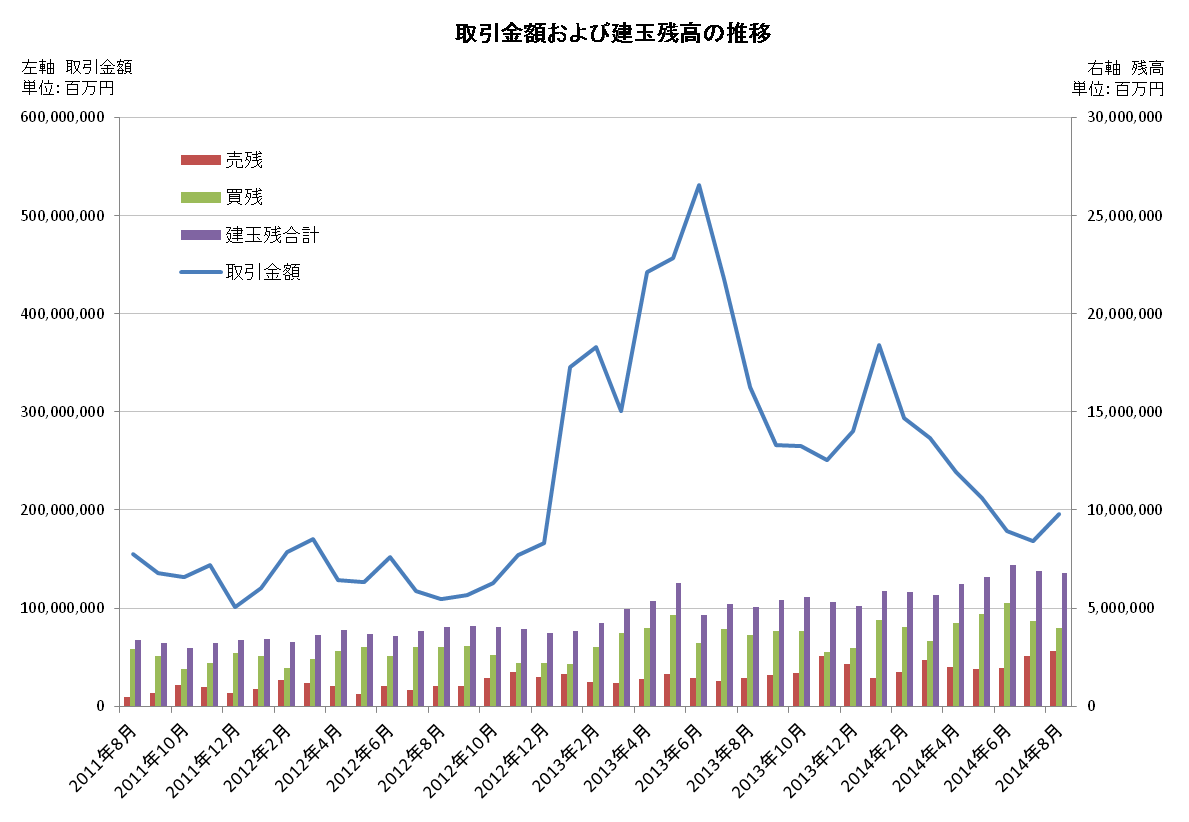 取引金額および建玉残高の推移
左軸 取引金額
単位:百万円
右軸 残高
単位:百万円
600,000,000
500,000,000
400,000,000
300,000,000
200,000,000
100,000,000
0
30,000,000
25,000,000
20,000,000
15,000,000
10,000,000
5,000,000
0
売残
買残
建玉残合計
取引金額
2011年8月
2011年10月
2011年12月
2012年2月
2012年4月
2012年6月
2012年8月
2012年10月
2012年12月
2013年2月
2013年4月
2013年6月
2013年8月
2013年10月
2013年12月
2014年2月
2014年4月
2014年6月
2014年8月